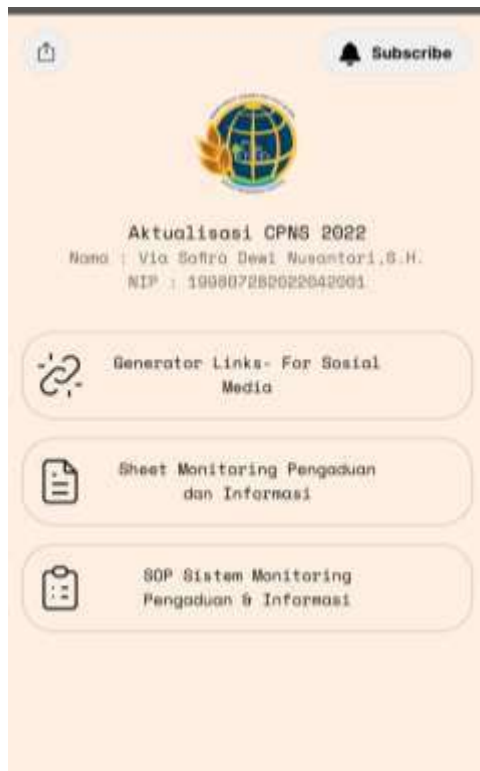 Subscribe
Aktualisasi CPNS 2022
Nama : Via Safira Dewi Nusantari,S.H.
NIP : 199807282022042001
Generator Links- For Sosial
Media
Sheet Monitoring Pengaduan
dan Informasi
SOP Sistem Monitoring
Pengaduan & Informasi